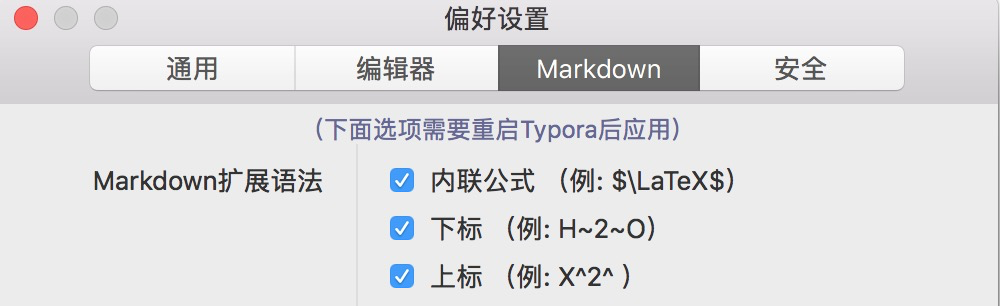 偏好设置
通用 编辑器 Markdown 安全
(下面选项需要重启Typora后应用)
Markdown扩展语法 内联公式 （例: $\LaTeX$)
下标 （例: H~2~O)
上标 （例: X^2^ )